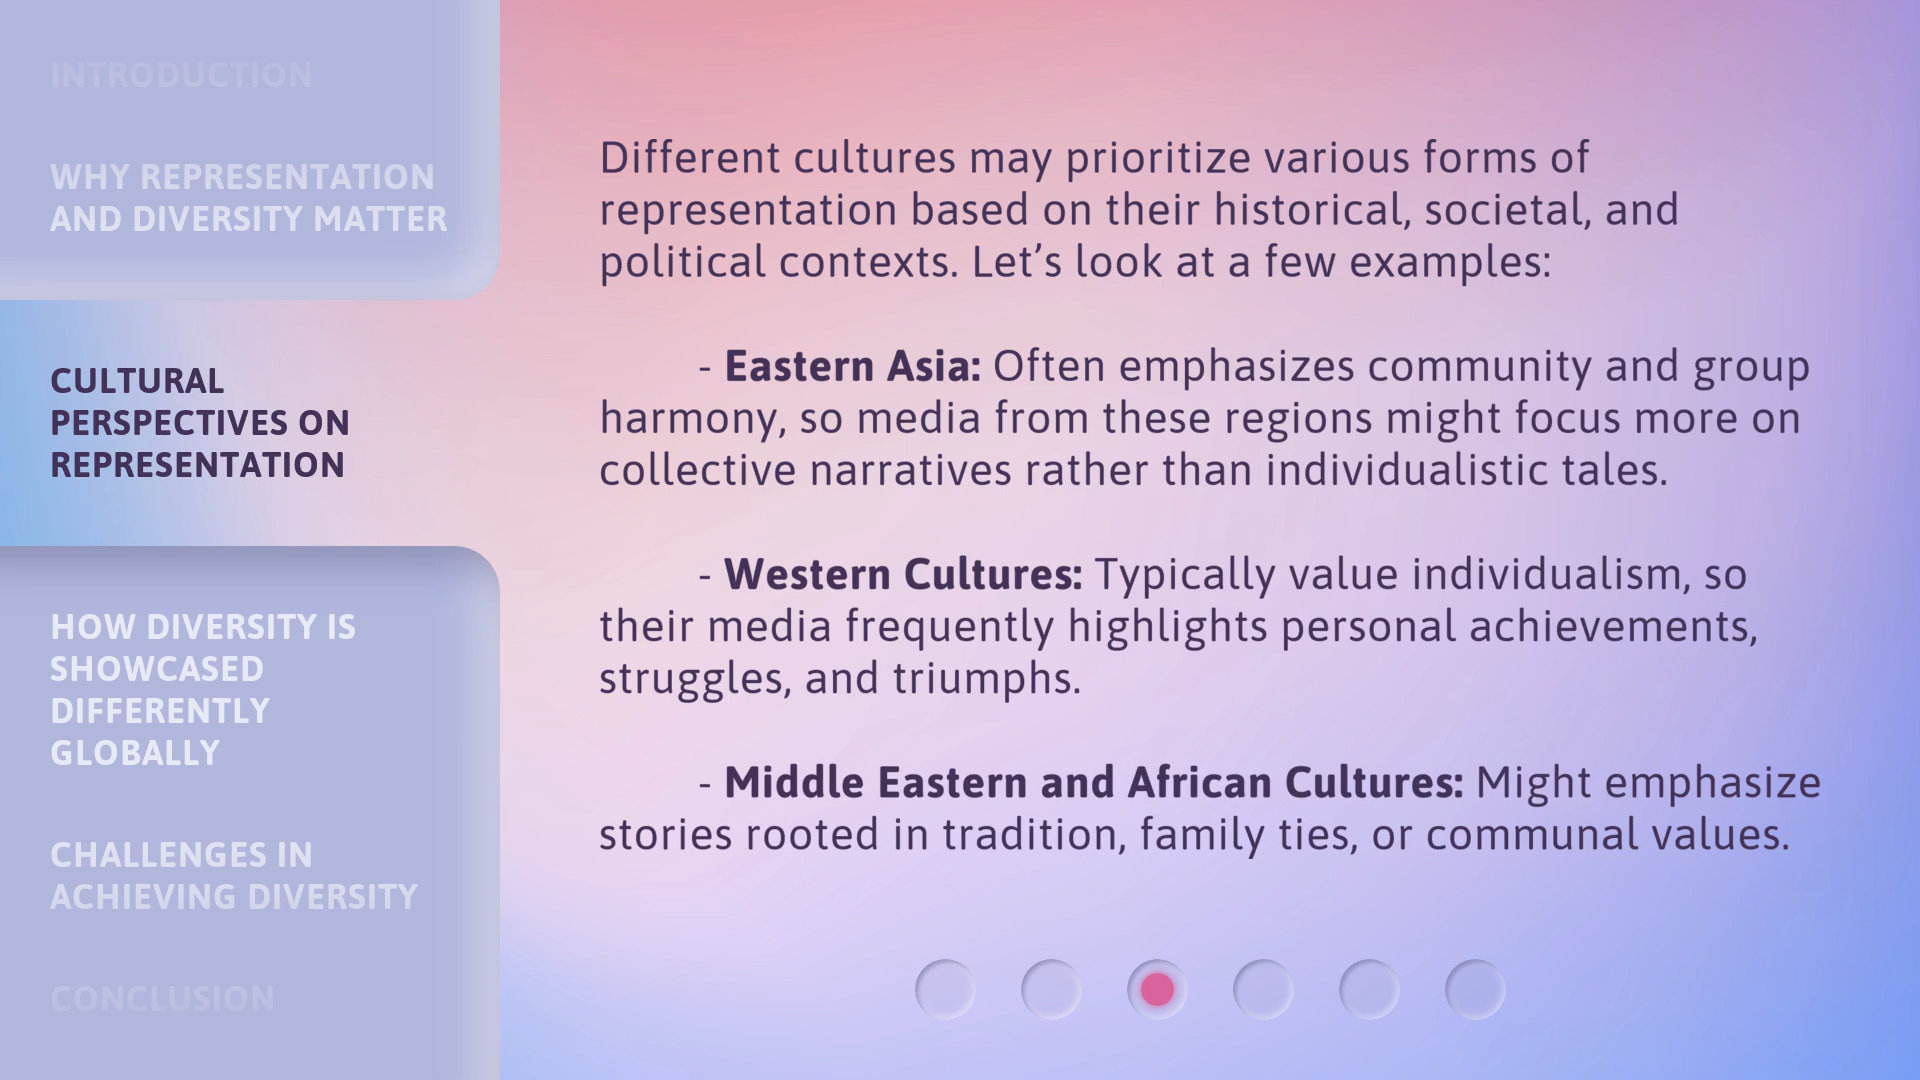 INTRODUCTION
WHY REPRESENTATION
AND DIVERSITY MATTER
CULTURAL
PERSPECTIVES ON
REPRESENTATION
HOW DIVERSITY IS
SHOWCASED
DIFFERENTLY
GLOBALLY
CHALLENGES IN
ACHIEVING DIVERSITY
CONCLUSION
Different cultures may prioritize various forms of
representation based on their historical, societal, and
political contexts. Let’s look at a few examples:
- Eastern Asia: Often emphasizes community and group
harmony, so media from these regions might focus more on
collective narratives rather than individualistic tales.
- Western Cultures: Typically value individualism, so
their media frequently highlights personal achievements,
struggles, and triumphs.
- Middle Eastern and African Cultures: Might emphasize
stories rooted in tradition, family ties, or communal values.